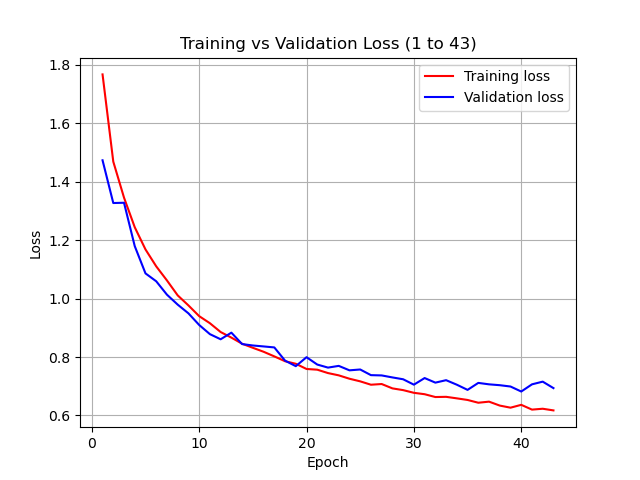 Training vs Validation Loss (1 to 43)
Training loss
Validation loss
Loss
1.8
1.6
1.4
1.2
1.0
0.8
0.6
0
10
20
30
40
Epoch